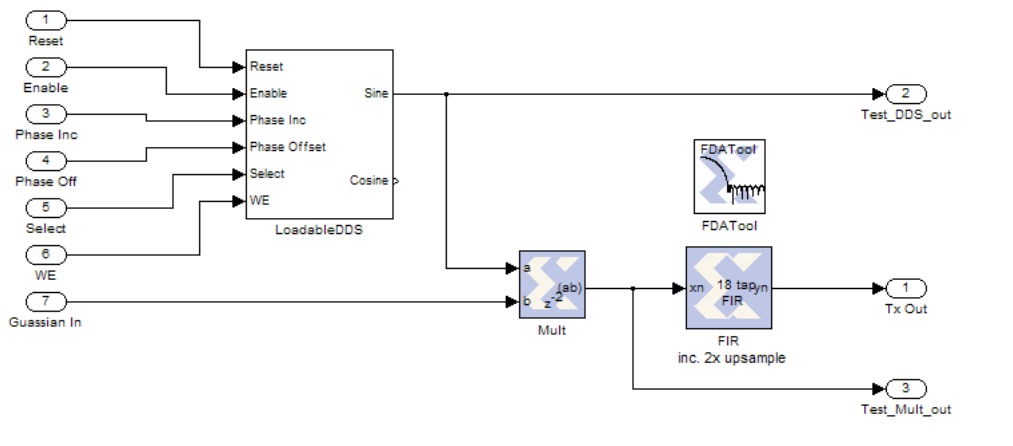 1
Reset
2
Enable
3
Phase Inc
4
Phase Off
5
Select
6
WE
7
Guassian In
Reset
Enable
Phase Inc
Phase Offset
Select
WE
Sine
Cosine
LoadableDDS
2
Test_DDS_out
FDATool
FDATool
a
b
(ab)
z-2
Mult
xn
18 tap
yn
FIR
FIR
inc. 2x upsample
1
Tx Out
3
Test_Mult_out